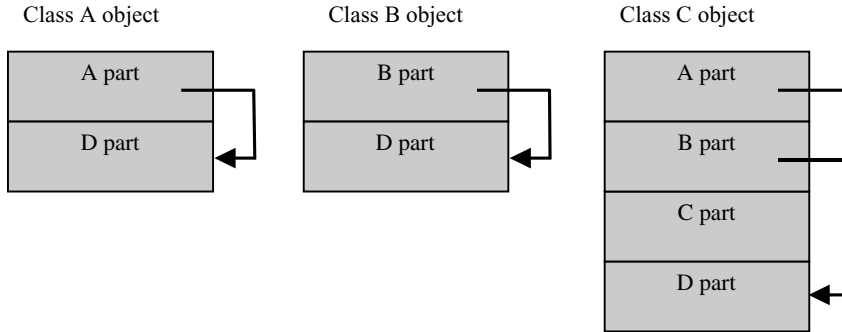 Class A object
Class B object
Class C object
A part
D part
B part
D part
A part
B part
C part
D part